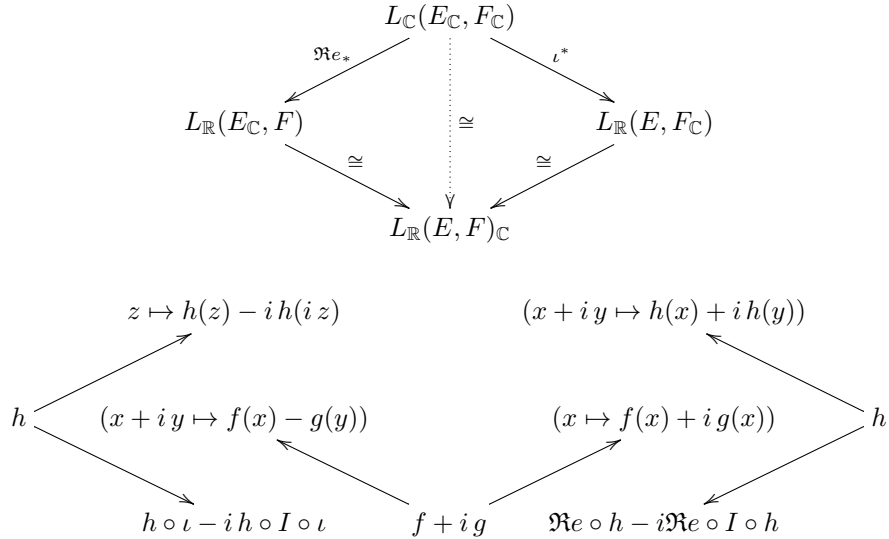 L_ℂ(E_ℂ, F_ℂ)
ℜe_* ι^*
≅
L_ℝ(E_ℂ, F) L_ℝ(E, F_ℂ)
≅ ≅
L_ℝ(E, F)_ℂ
z ↦ h(z) − i h(i z) (x + i y ↦ h(x) + i h(y))
h (x + i y ↦ f(x) − g(y)) (x ↦ f(x) + i g(x)) h
h ∘ ι − i h ∘ I ∘ ι f + i g ℜe ∘ h − iℜe ∘ I ∘ h